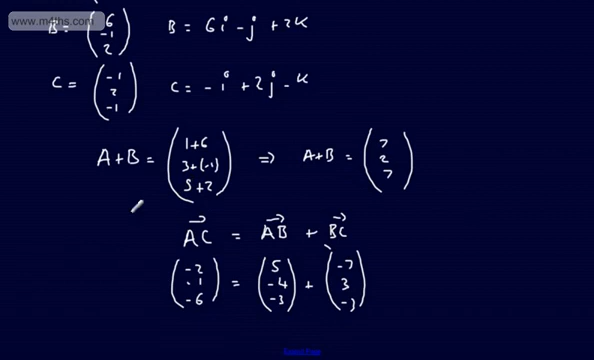 www.m4ths.com
B = ( 6 -1 2 ) B = 6i - j + 2k
C = ( -1 2 -1 ) C = -i + 2j - k
A+B = ( 1+6 3+(-1) 5+2 ) => A+B = ( 7 2 7 )
AC = AB + BC
( -2 -1 -6 ) = ( 5 -4 -3 ) + ( -7 3 -3 )